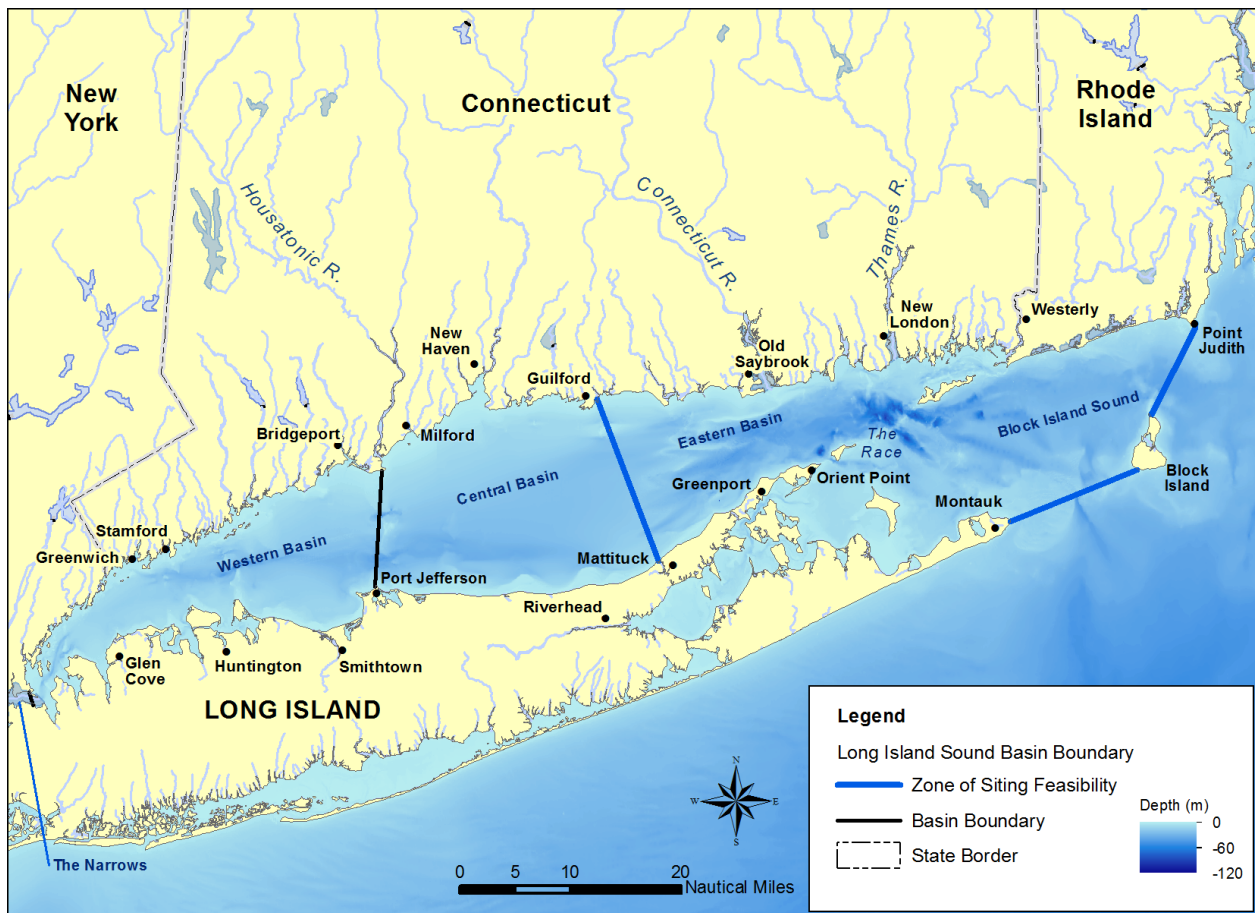 New
York
Connecticut
Rhode
Island
Housatonic R.
Connecticut R.
Thames R.
New
London
Westerly
Point
Judith
New
Haven
Old
Saybrook
Guilford
Milford
Bridgeport
Eastern Basin
The
Race
Block Island Sound
Central Basin
Greenport
Orient Point
Block
Island
Montauk
Stamford
Greenwich
Western Basin
Mattituck
Port Jefferson
Riverhead
Glen
Cove
Huntington
Smithtown
LONG ISLAND
The Narrows
N
W
E
S
0 5 10 20
Nautical Miles
Legend
Long Island Sound Basin Boundary
Zone of Siting Feasibility
Basin Boundary
State Border
Depth (m)
0
-60
-120